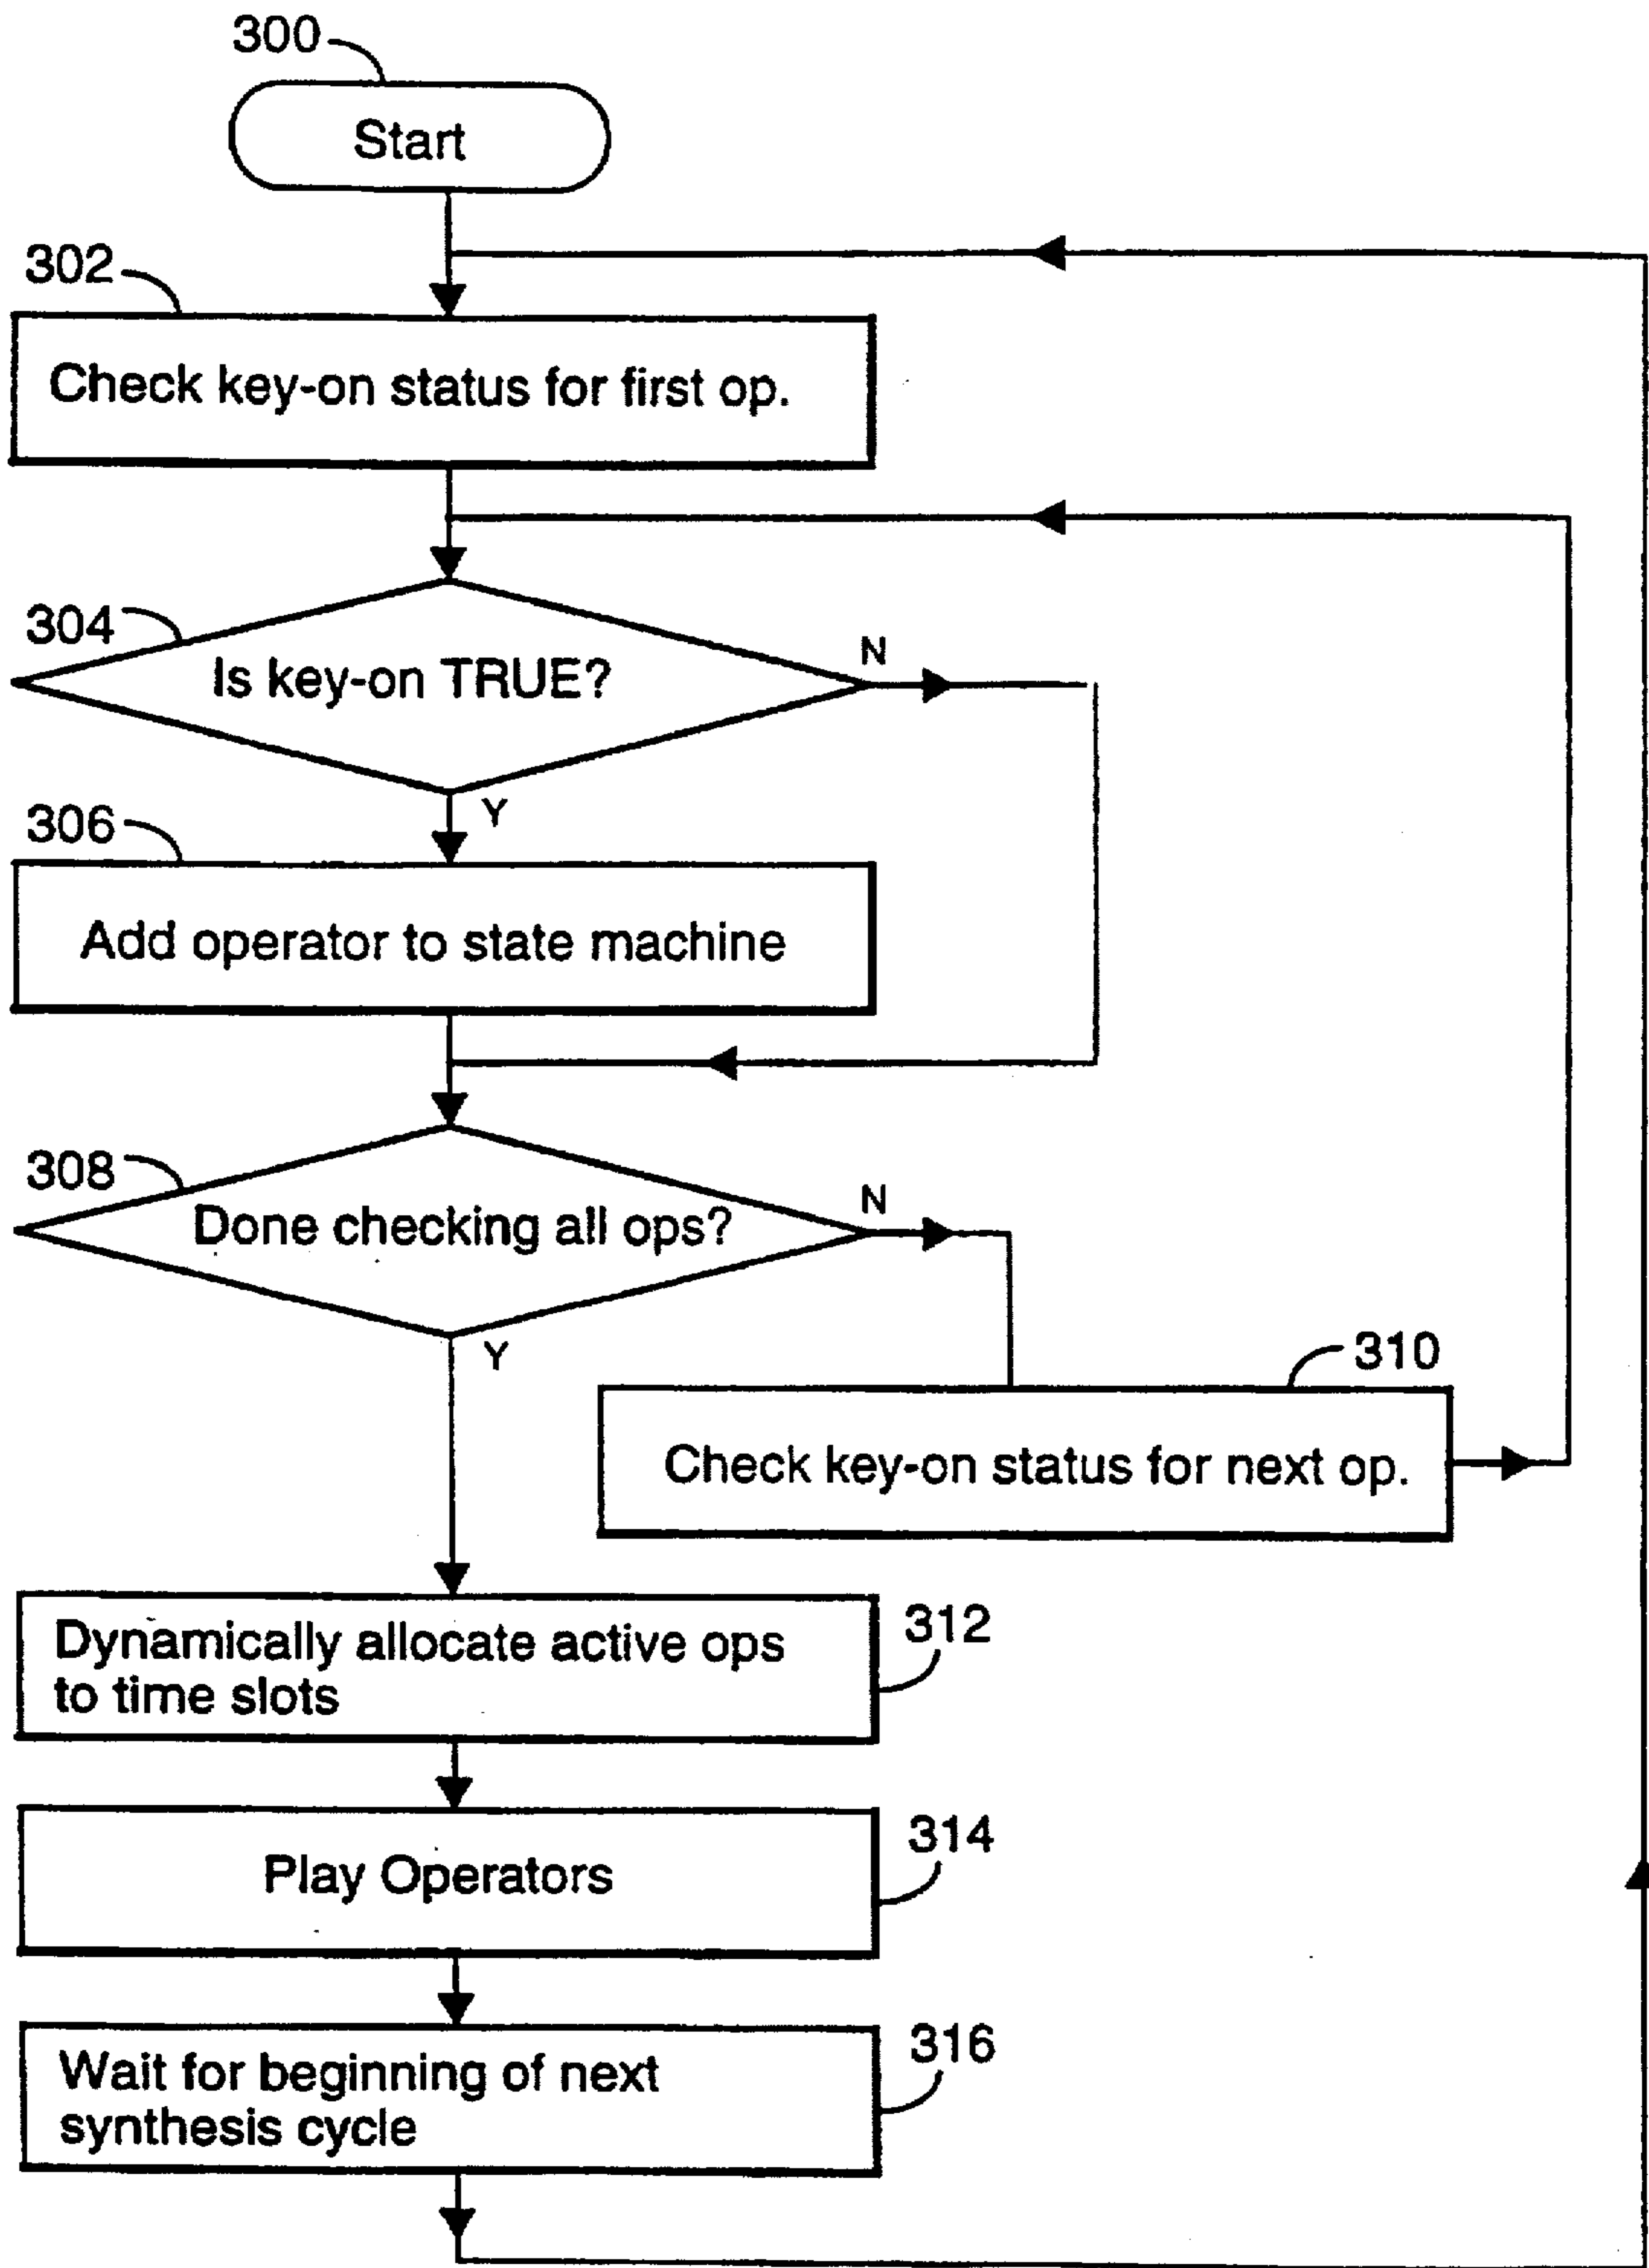 300
Start
302
Check key-on status for first op.
304
Is key-on TRUE?
N
Y
306
Add operator to state machine
308
Done checking all ops?
N
Y
310
Check key-on status for next op.
Dynamically allocate active ops
to time slots
312
Play Operators
314
Wait for beginning of next
synthesis cycle
316